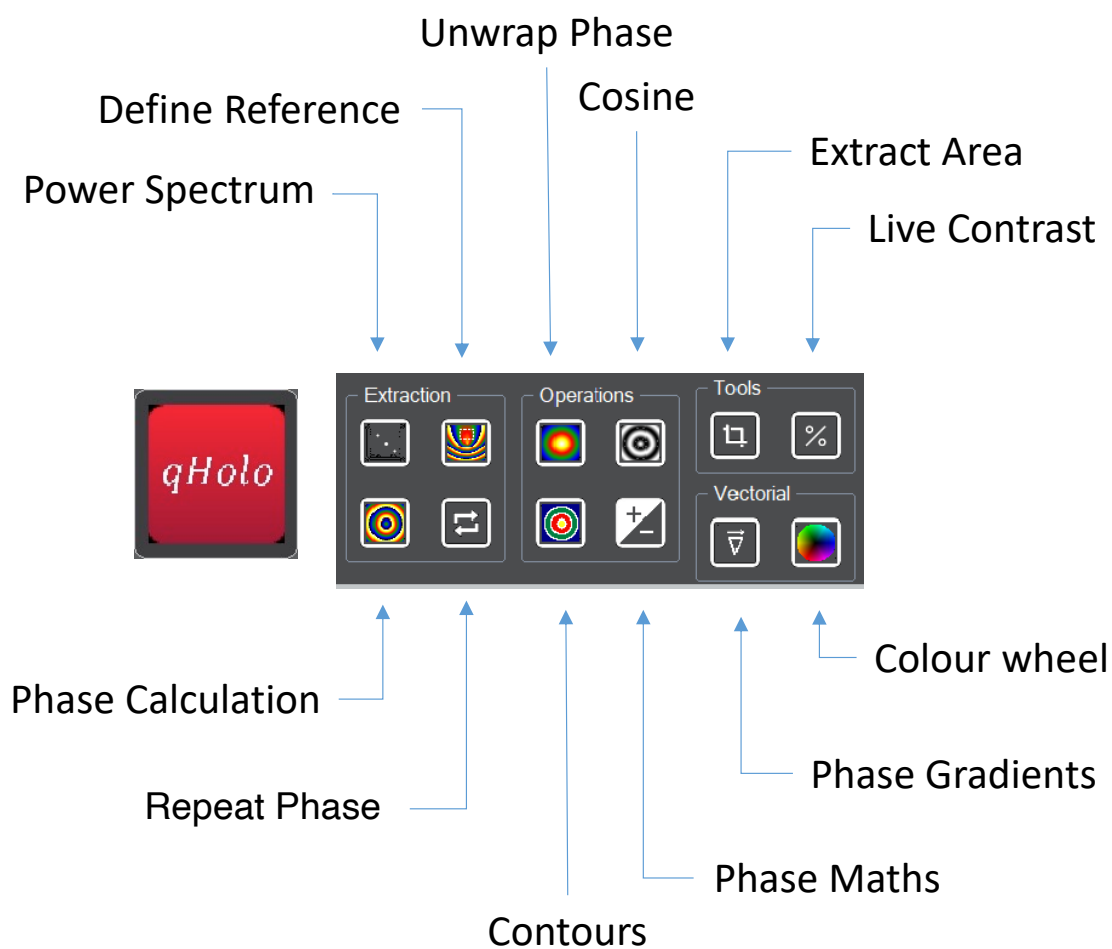 Unwrap Phase
Cosine
Define Reference
Extract Area
Power Spectrum
Live Contrast
qHolo
Extraction
Operations
Tools
%
Vectorial
+
-
Colour wheel
Phase Calculation
Phase Gradients
Repeat Phase
Phase Maths
Contours